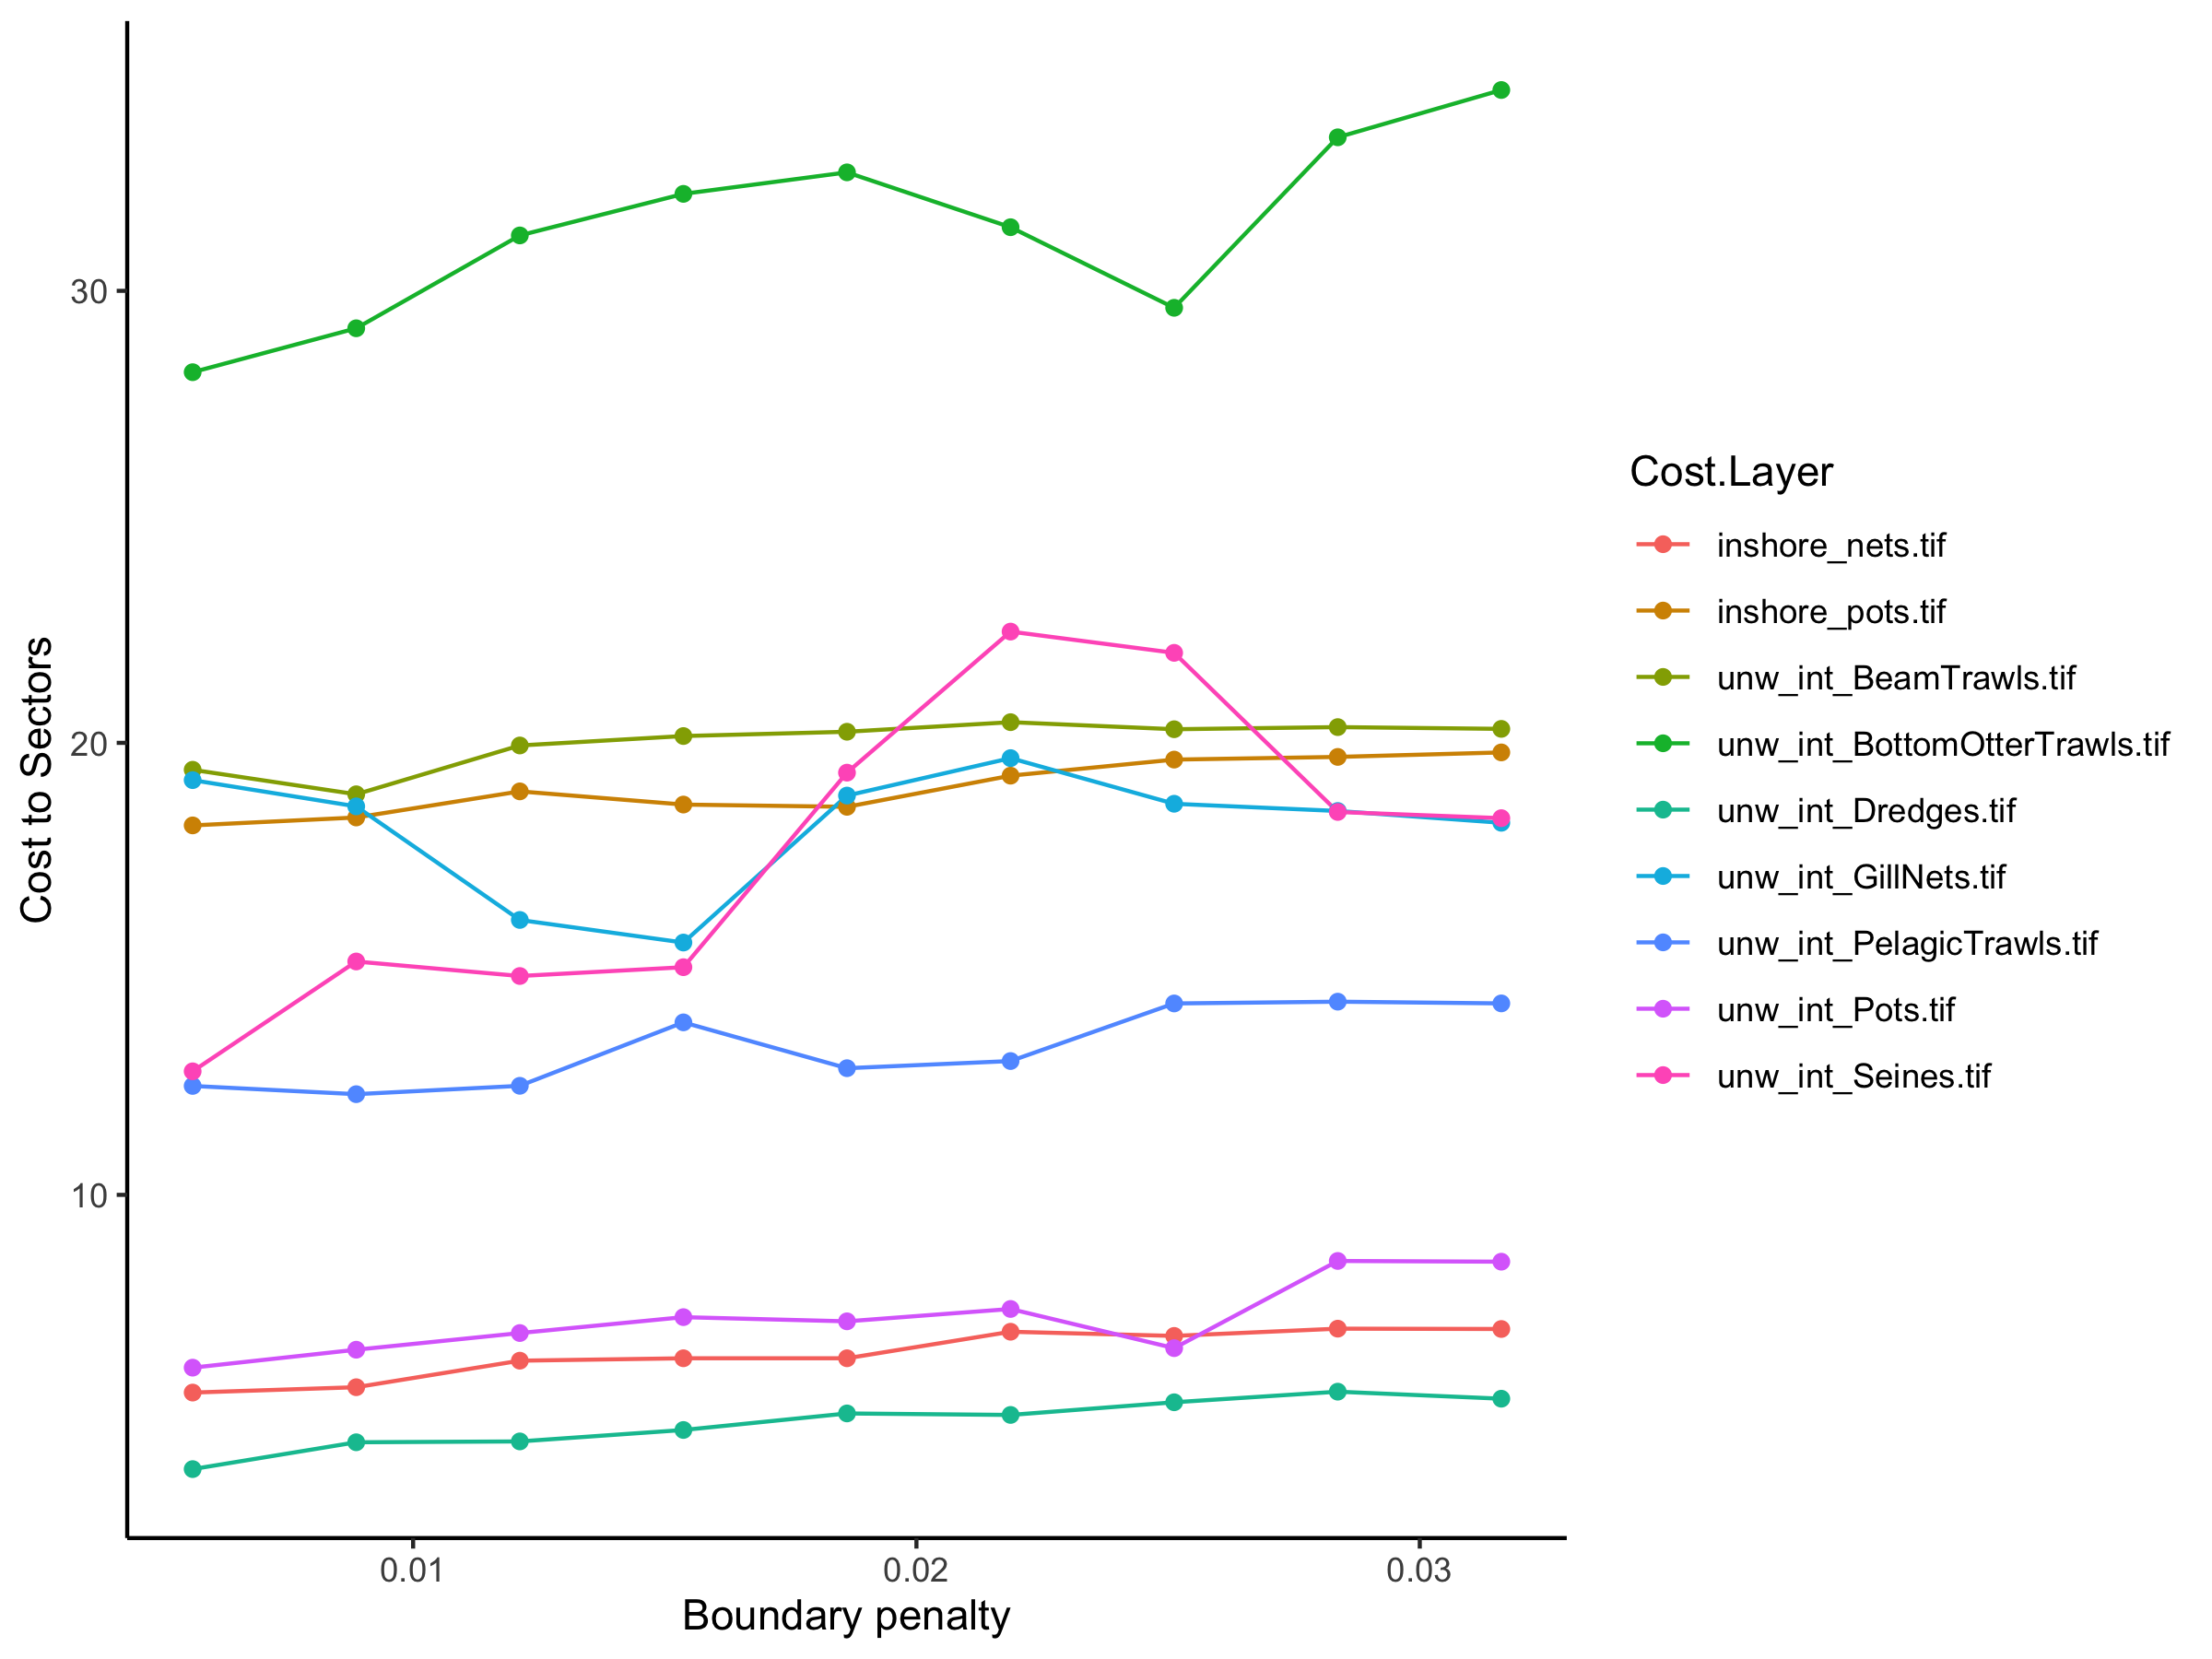 Cost to Sectors
30
20
10
0.01
0.02
0.03
Boundary penalty
Cost.Layer
inshore_nets.tif
inshore_pots.tif
unw_int_BeamTrawls.tif
unw_int_BottomOtterTrawls.tif
unw_int_Dredges.tif
unw_int_GillNets.tif
unw_int_PelagicTrawls.tif
unw_int_Pots.tif
unw_int_Seines.tif